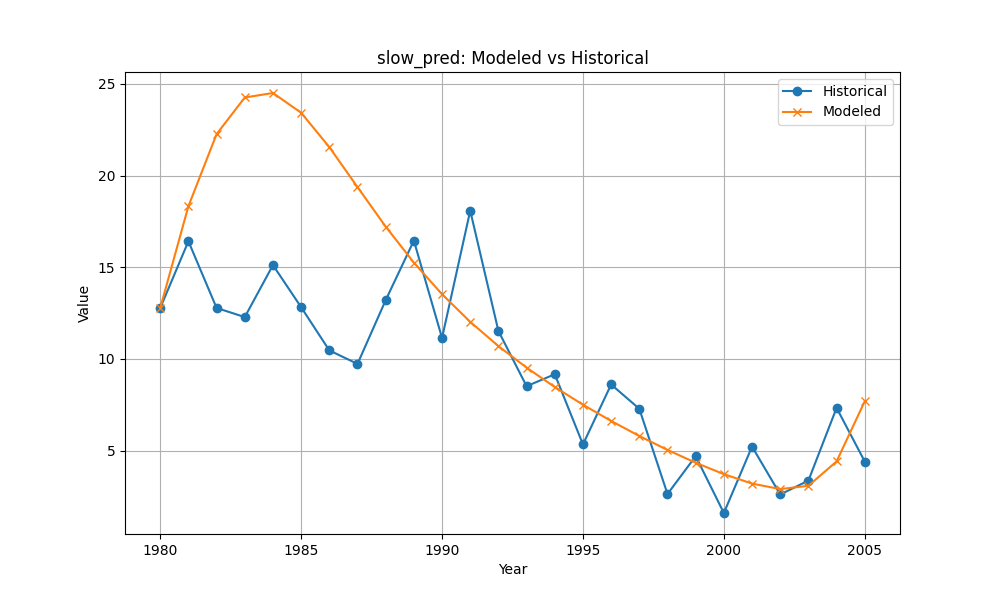 slow_pred: Modeled vs Historical
Historical
Modeled
Value
25
20
15
10
5
1980 1985 1990 1995 2000 2005
Year